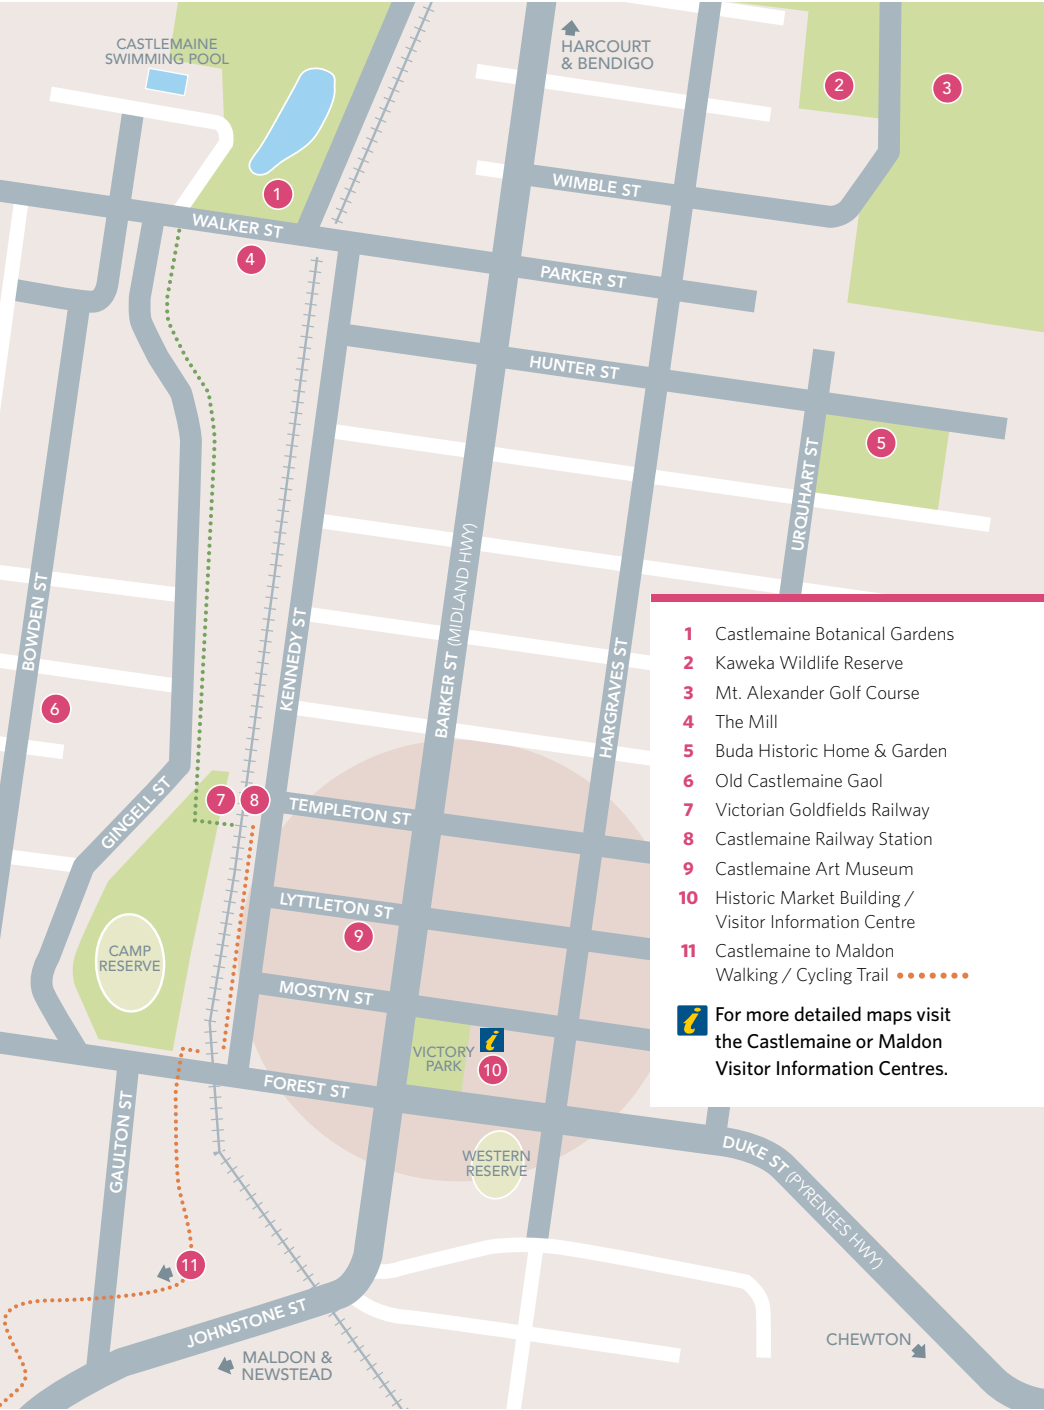 CASTLEMAINE
SWIMMING POOL
HARCOURT
& BENDIGO
2
3
1
WIMBLE ST
WALKER ST
4
PARKER ST
HUNTER ST
5
URQUHART ST
BARKER ST (MIDLAND HWY)
BOWDEN ST
KENNEDY ST
HARGRAVES ST
6
GINGELL ST
7
8
TEMPLETON ST
LYTTLETON ST
9
CAMP
RESERVE
MOSTYN ST
VICTORY
PARK
i
10
FOREST ST
GAULTON ST
WESTERN
RESERVE
DUKE ST (PYRENEES HWY)
11
JOHNSTONE ST
MALDON &
NEWSTEAD
CHEWTON
1 Castlemaine Botanical Gardens
2 Kaweka Wildlife Reserve
3 Mt. Alexander Golf Course
4 The Mill
5 Buda Historic Home & Garden
6 Old Castlemaine Gaol
7 Victorian Goldfields Railway
8 Castlemaine Railway Station
9 Castlemaine Art Museum
10 Historic Market Building /
Visitor Information Centre
11 Castlemaine to Maldon
Walking / Cycling Trail
i For more detailed maps visit
the Castlemaine or Maldon
Visitor Information Centres.